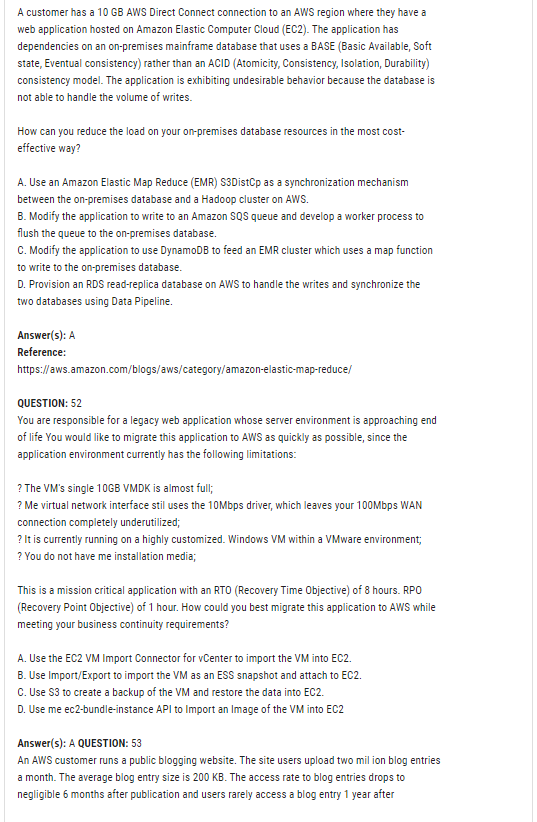 A customer has a 10 GB AWS Direct Connect connection to an AWS region where they have a
web application hosted on Amazon Elastic Computer Cloud (EC2). The application has
dependencies on an on-premises mainframe database that uses a BASE (Basic Available, Soft
state, Eventual consistency) rather than an ACID (Atomicity, Consistency, Isolation, Durability)
consistency model. The application is exhibiting undesirable behavior because the database is
not able to handle the volume of writes.
How can you reduce the load on your on-premises database resources in the most cost-
effective way?
A. Use an Amazon Elastic Map Reduce (EMR) S3DistCp as a synchronization mechanism
between the on-premises database and a Hadoop cluster on AWS.
B. Modify the application to write to an Amazon SQS queue and develop a worker process to
flush the queue to the on-premises database.
C. Modify the application to use DynamoDB to feed an EMR cluster which uses a map function
to write to the on-premises database.
D. Provision an RDS read-replica database on AWS to handle the writes and synchronize the
two databases using Data Pipeline.
Answer(s): A
Reference:
https://aws.amazon.com/blogs/aws/category/amazon-elastic-map-reduce/
QUESTION: 52
You are responsible for a legacy web application whose server environment is approaching end
of life You would like to migrate this application to AWS as quickly as possible, since the
application environment currently has the following limitations:
? The VM's single 10GB VMDK is almost full;
? Me virtual network interface stil uses the 10Mbps driver, which leaves your 100Mbps WAN
connection completely underutilized;
? It is currently running on a highly customized. Windows VM within a VMware environment;
? You do not have me installation media;
This is a mission critical application with an RTO (Recovery Time Objective) of 8 hours. RPO
(Recovery Point Objective) of 1 hour. How could you best migrate this application to AWS while
meeting your business continuity requirements?
A. Use the EC2 VM Import Connector for vCenter to import the VM into EC2.
B. Use Import/Export to import the VM as an ESS snapshot and attach to EC2.
C. Use S3 to create a backup of the VM and restore the data into EC2.
D. Use me ec2-bundle-instance API to Import an Image of the VM into EC2
Answer(s): A QUESTION: 53
An AWS customer runs a public blogging website. The site users upload two mil ion blog entries
a month. The average blog entry size is 200 KB. The access rate to blog entries drops to
negligible 6 months after publication and users rarely access a blog entry 1 year after